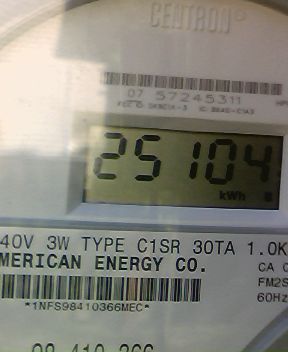 CENTRON®
07 57245311
25104
kWh
40V 3W TYPE C1SR 30TA 1.0K
MERICAN ENERGY CO.
CA 0
FM2S
60Hz
*1NFS98410366MEC*